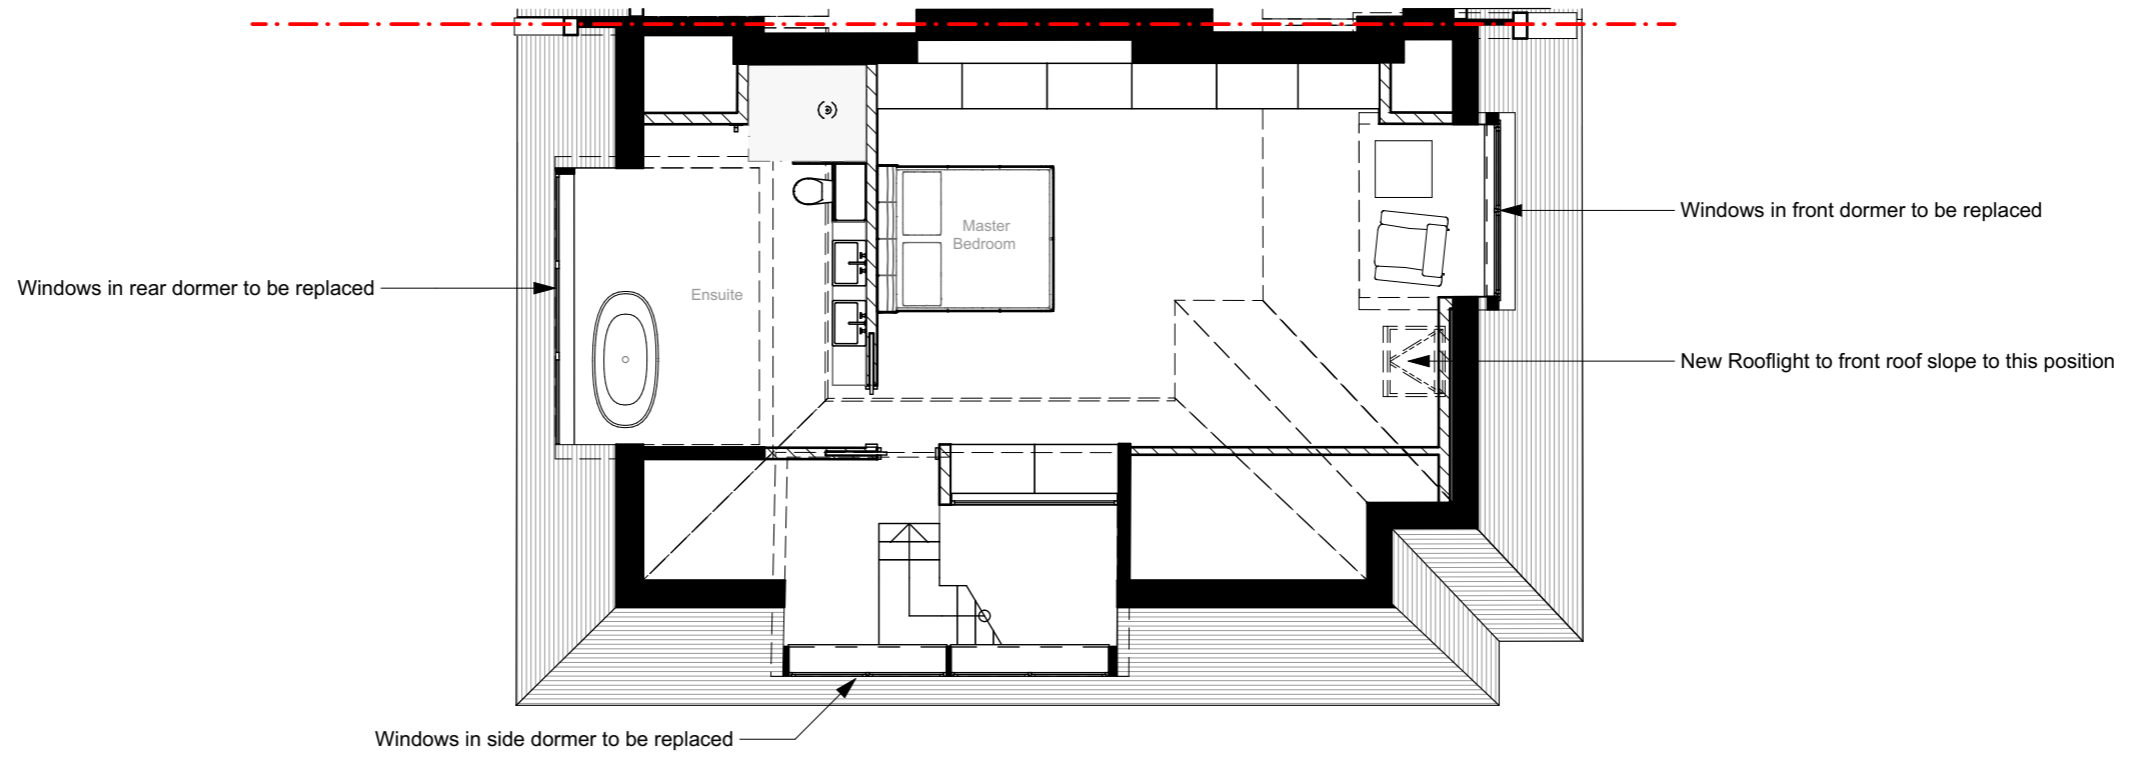 Windows in front dormer to be replaced
Master
Bedroom
Windows in rear dormer to be replaced
Ensuite
New Rooflight to front roof slope to this position
Windows in side dormer to be replaced